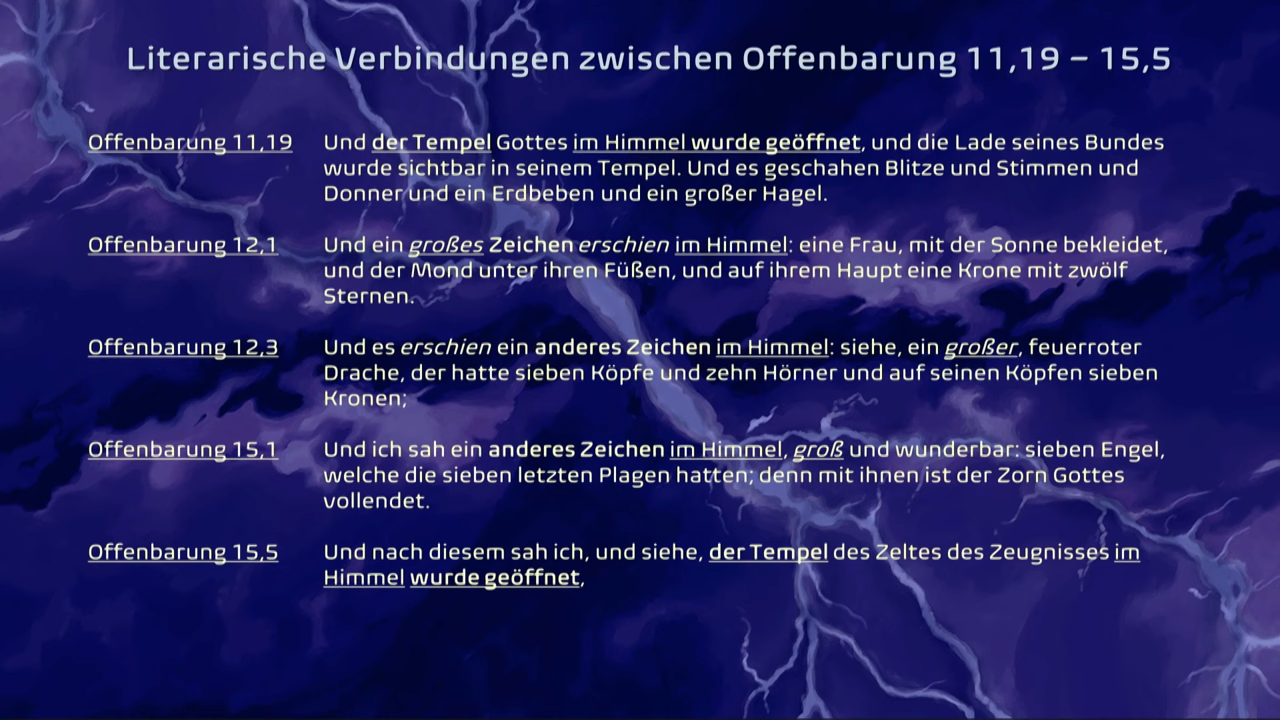 Literarische Verbindungen zwischen Offenbarung 11,19 – 15,5
Offenbarung 11,19 Und der Tempel Gottes im Himmel wurde geöffnet, und die Lade seines Bundes
wurde sichtbar in seinem Tempel. Und es geschahen Blitze und Stimmen und
Donner und ein Erdbeben und ein großer Hagel.
Offenbarung 12,1 Und ein großes Zeichen erschien im Himmel: eine Frau, mit der Sonne bekleidet,
und der Mond unter ihren Füßen, und auf ihrem Haupt eine Krone mit zwölf
Sternen.
Offenbarung 12,3 Und es erschien ein anderes Zeichen im Himmel: siehe, ein großer, feuerroter
Drache, der hatte sieben Köpfe und zehn Hörner und auf seinen Köpfen sieben
Kronen;
Offenbarung 15,1 Und ich sah ein anderes Zeichen im Himmel, groß und wunderbar: sieben Engel,
welche die sieben letzten Plagen hatten; denn mit ihnen ist der Zorn Gottes
vollendet.
Offenbarung 15,5 Und nach diesem sah ich, und siehe, der Tempel des Zeltes des Zeugnisses im
Himmel wurde geöffnet,